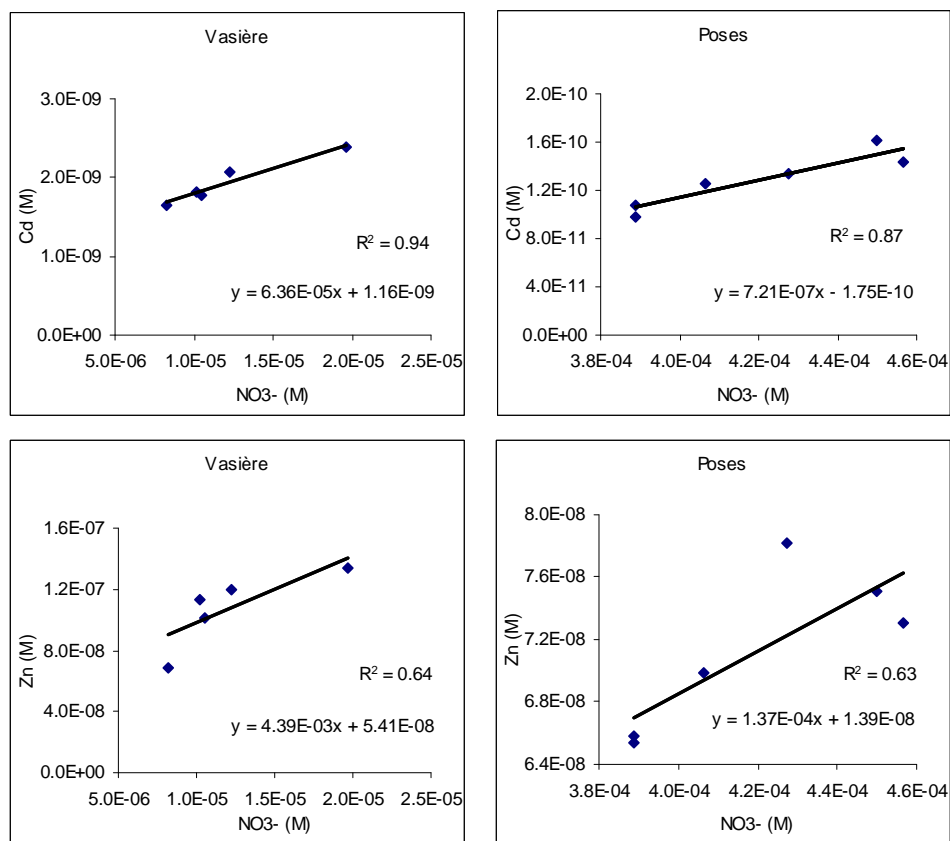 Vasière
3.0E-09
2.0E-09
1.0E-09
0.0E+00
Cd (M)
R² = 0.94
y = 6.36E-05x + 1.16E-09
5.0E-06 1.0E-05 1.5E-05 2.0E-05 2.5E-05
NO3- (M)
Poses
2.0E-10
1.6E-10
1.2E-10
8.0E-11
4.0E-11
0.0E+00
Cd (M)
R² = 0.87
y = 7.21E-07x - 1.75E-10
3.8E-04 4.0E-04 4.2E-04 4.4E-04 4.6E-04
NO3- (M)
Vasière
1.6E-07
1.2E-07
8.0E-08
4.0E-08
0.0E+00
Zn (M)
R² = 0.64
y = 4.39E-03x + 5.41E-08
5.0E-06 1.0E-05 1.5E-05 2.0E-05 2.5E-05
NO3- (M)
Poses
8.0E-08
7.6E-08
7.2E-08
6.8E-08
6.4E-08
Zn (M)
R² = 0.63
y = 1.37E-04x + 1.39E-08
3.8E-04 4.0E-04 4.2E-04 4.4E-04 4.6E-04
NO3- (M)